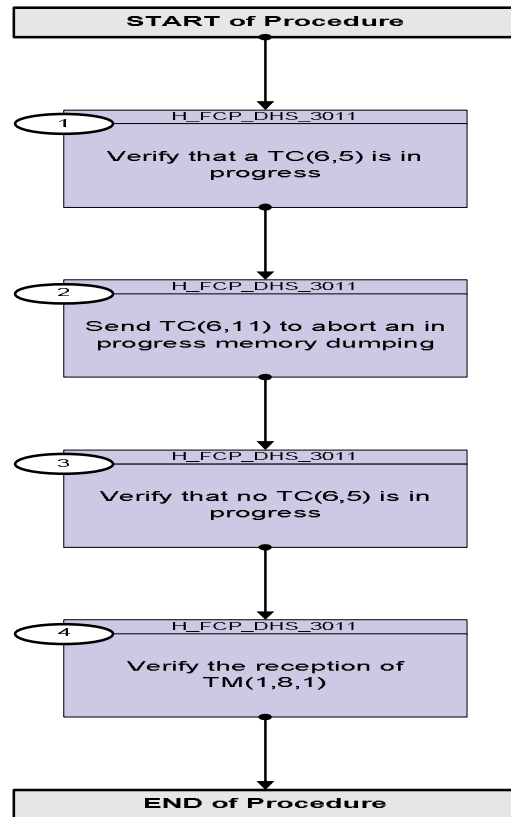 START of Procedure
H_FCP_DHS_3011
1
Verify that a TC(6,5) is in
progress
H_FCP_DHS_3011
2
Send TC(6,11) to abort an in
progress memory dumping
H_FCP_DHS_3011
3
Verify that no TC(6,5) is in
progress
H_FCP_DHS_3011
4
Verify the reception of
TM(1,8,1)
END of Procedure